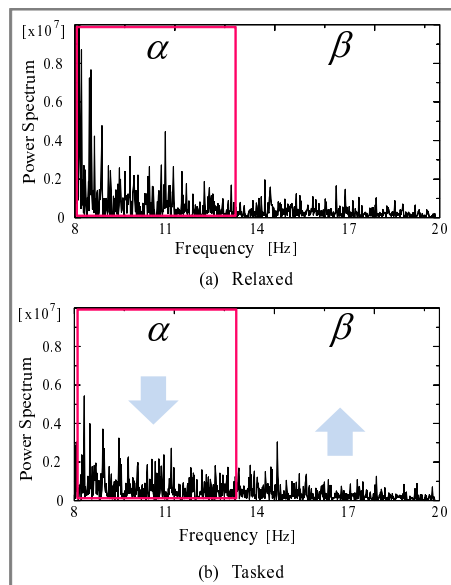 [x10⁷]
α
β
Power Spectrum
0.8
0.6
0.4
0.2
0
8
11
14
17
20
Frequency [Hz]
(a) Relaxed
[x10⁷]
α
β
Power Spectrum
0.8
0.6
0.4
0.2
0
8
11
14
17
20
Frequency [Hz]
(b) Tasked